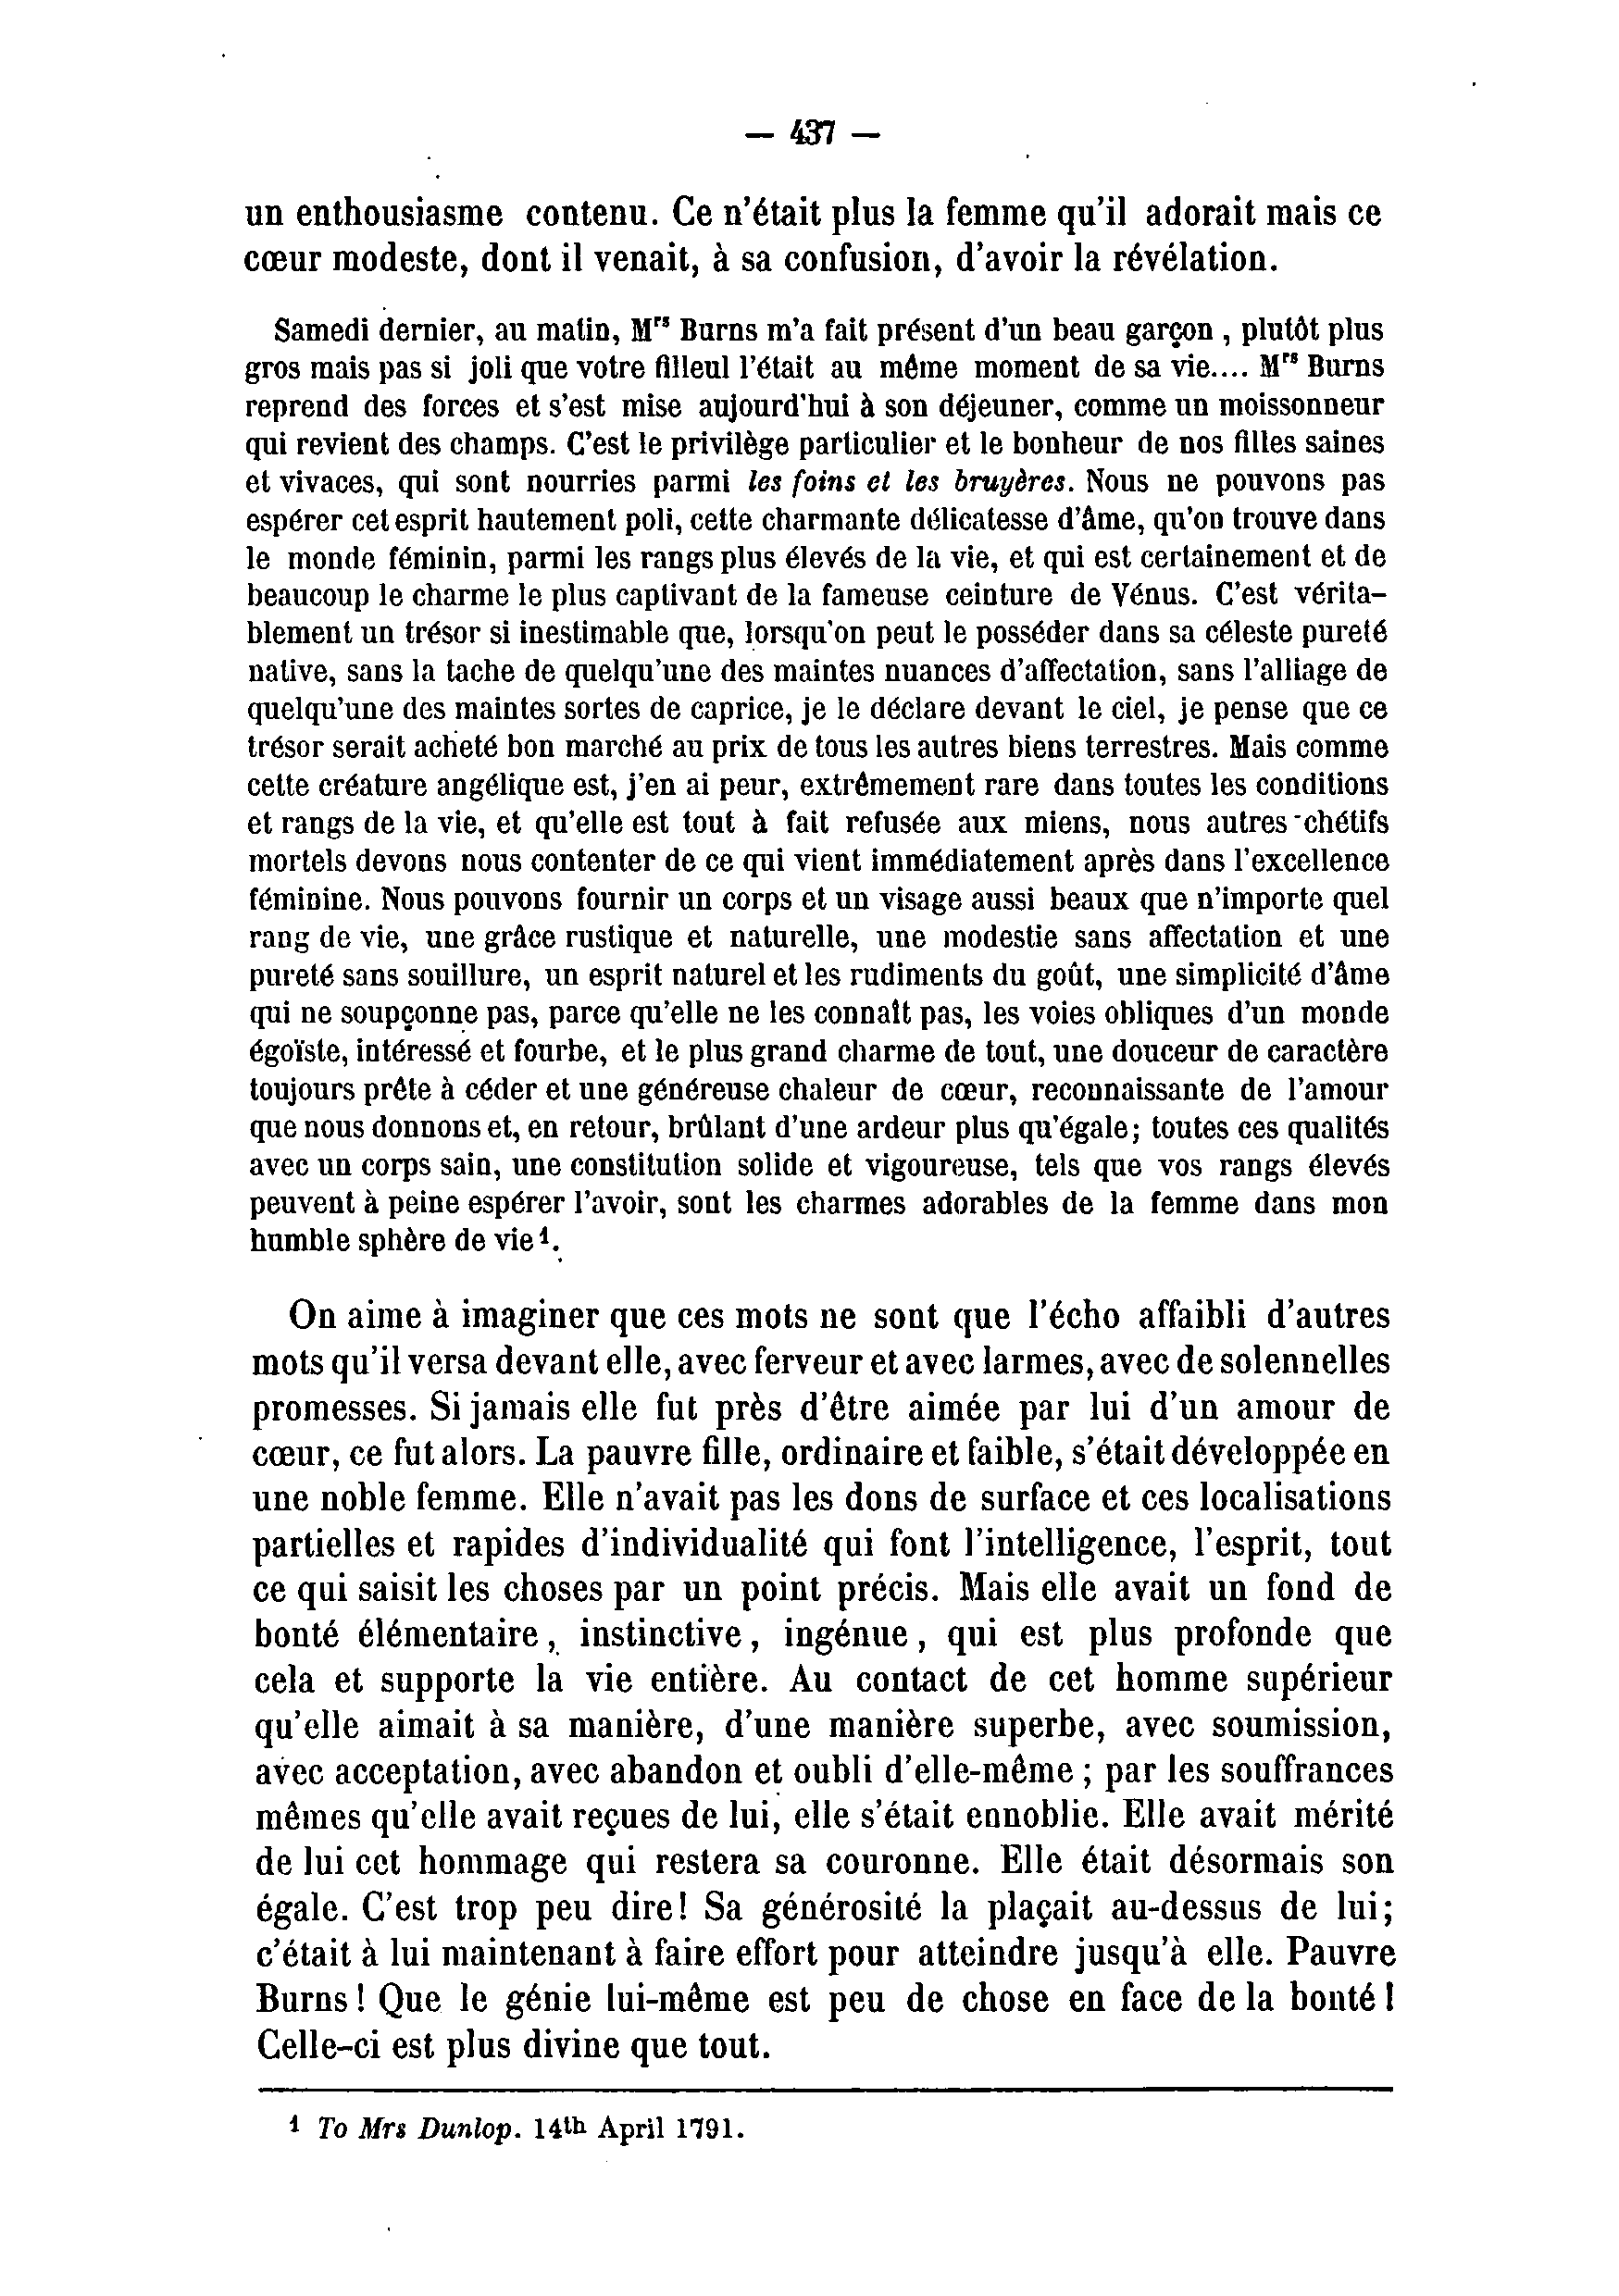 — 437 —
un enthousiasme contenu. Ce n'était plus la femme qu'il adorait mais ce
cœur modeste, dont il venait, à sa confusion, d'avoir la révélation.
Samedi dernier, au matin, Mrs Burns m'a fait présent d'un beau garçon , plutôt plus
gros mais pas si joli que votre filleul l'était au même moment de sa vie.... Mrs Burns
reprend des forces et s'est mise aujourd'hui à son déjeuner, comme un moissonneur
qui revient des champs. C'est le privilège particulier et le bonheur de nos filles saines
et vivaces, qui sont nourries parmi les foins et les bruyères. Nous ne pouvons pas
espérer cet esprit hautement poli, cette charmante délicatesse d'âme, qu'on trouve dans
le monde féminin, parmi les rangs plus élevés de la vie, et qui est certainement et de
beaucoup le charme le plus captivant de la fameuse ceinture de Vénus. C'est vérita-
blement un trésor si inestimable que, lorsqu'on peut le posséder dans sa céleste pureté
native, sans la tache de quelqu'une des maintes nuances d'affectation, sans l'alliage de
quelqu'une des maintes sortes de caprice, je le déclare devant le ciel, je pense que ce
trésor serait acheté bon marché au prix de tous les autres biens terrestres. Mais comme
cette créature angélique est, j'en ai peur, extrêmement rare dans toutes les conditions
et rangs de la vie, et qu'elle est tout à fait refusée aux miens, nous autres chétifs
mortels devons nous contenter de ce qui vient immédiatement après dans l'excellence
féminine. Nous pouvons fournir un corps et un visage aussi beaux que n'importe quel
rang de vie, une grâce rustique et naturelle, une modestie sans affectation et une
pureté sans souillure, un esprit naturel et les rudiments du goût, une simplicité d'âme
qui ne soupçonne pas, parce qu'elle ne les connaît pas, les voies obliques d'un monde
égoïste, intéressé et fourbe, et le plus grand charme de tout, une douceur de caractère
toujours prête à céder et une généreuse chaleur de cœur, reconnaissante de l'amour
que nous donnons et, en retour, brûlant d'une ardeur plus qu'égale; toutes ces qualités
avec un corps sain, une constitution solide et vigoureuse, tels que vos rangs élevés
peuvent à peine espérer l'avoir, sont les charmes adorables de la femme dans mon
humble sphère de vie 1.
On aime à imaginer que ces mots ne sont que l'écho affaibli d'autres
mots qu'il versa devant elle, avec ferveur et avec larmes, avec de solennelles
promesses. Si jamais elle fut près d'être aimée par lui d'un amour de
cœur, ce fut alors. La pauvre fille, ordinaire et faible, s'était développée en
une noble femme. Elle n'avait pas les dons de surface et ces localisations
partielles et rapides d'individualité qui font l'intelligence, l'esprit, tout
ce qui saisit les choses par un point précis. Mais elle avait un fond de
bonté élémentaire , instinctive , ingénue , qui est plus profonde que
cela et supporte la vie entière. Au contact de cet homme supérieur
qu'elle aimait à sa manière, d'une manière superbe, avec soumission,
avec acceptation, avec abandon et oubli d'elle-même ; par les souffrances
mêmes qu'elle avait reçues de lui, elle s'était ennoblie. Elle avait mérité
de lui cet hommage qui restera sa couronne. Elle était désormais son
égale. C'est trop peu dire! Sa générosité la plaçait au-dessus de lui;
c'était à lui maintenant à faire effort pour atteindre jusqu'à elle. Pauvre
Burns ! Que le génie lui-même est peu de chose en face de la bonté !
Celle-ci est plus divine que tout.
1 To Mrs Dunlop. 14th April 1791.